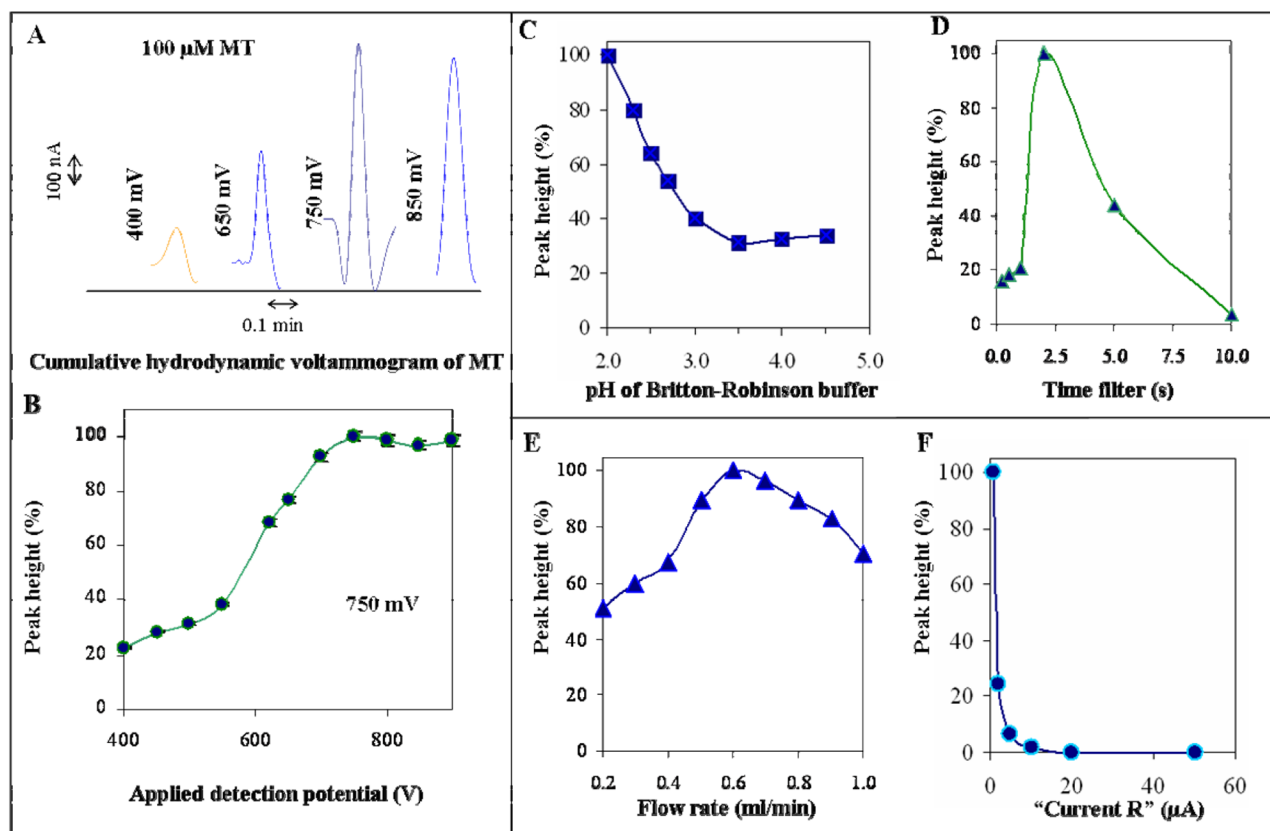 A
100 µM MT
100 nA
400 mV
650 mV
750 mV
850 mV
0.1 min
Cumulative hydrodynamic voltammogram of MT
B
Peak height (%)
100
80
60
40
20
0
750 mV
400
600
800
Applied detection potential (V)
C
Peak height (%)
100
80
60
40
20
0
2.0
3.0
4.0
5.0
pH of Britton-Robinson buffer
D
Peak height (%)
100
80
60
40
20
0
0.0
2.5
5.0
7.5
10.0
Time filter (s)
E
Peak height (%)
100
80
60
40
20
0
0.2
0.4
0.6
0.8
1.0
Flow rate (ml/min)
F
Peak height (%)
100
80
60
40
20
0
0
20
40
60
“Current R” (µA)